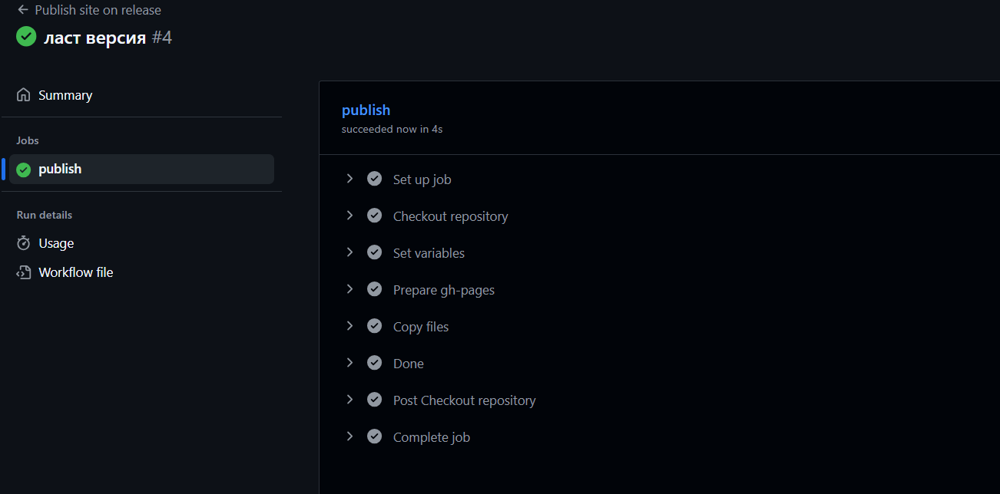 Publish site on release
ласт версия #4
Summary
Jobs
publish
Run details
Usage
Workflow file
publish
succeeded now in 4s
Set up job
Checkout repository
Set variables
Prepare gh-pages
Copy files
Done
Post Checkout repository
Complete job